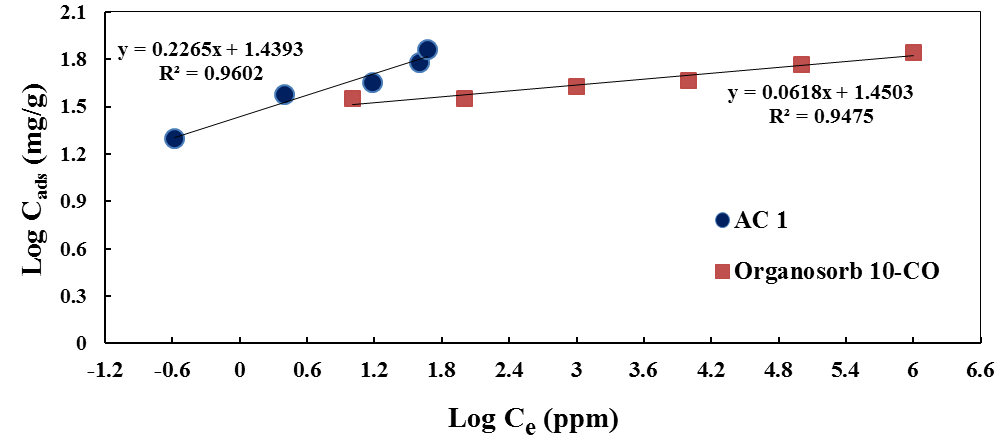 2.1
1.8
1.5
1.2
0.9
0.6
0.3
0
-1.2 -0.6 0 0.6 1.2 1.8 2.4 3 3.6 4.2 4.8 5.4 6 6.6
Log Cads (mg/g)
Log Ce (ppm)
y = 0.2265x + 1.4393
R² = 0.9602
y = 0.0618x + 1.4503
R² = 0.9475
AC 1
Organosorb 10-CO